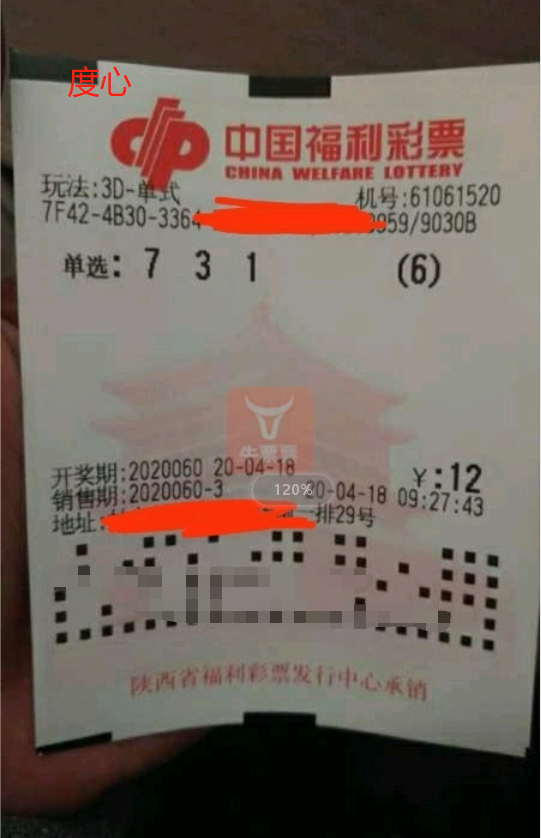 度心
中国福利彩票
CHINA WELFARE LOTTERY
玩法:3D-单式 机号:61061520
7F42-4B30-3364 959/9030B
单选: 7 3 1 (6)
牛票票
开奖期:2020060 20-04-18 ¥:12
销售期:2020060-3 20-04-18 09:27:43
120%
地址: 一排29号
陕西省福利彩票发行中心承销